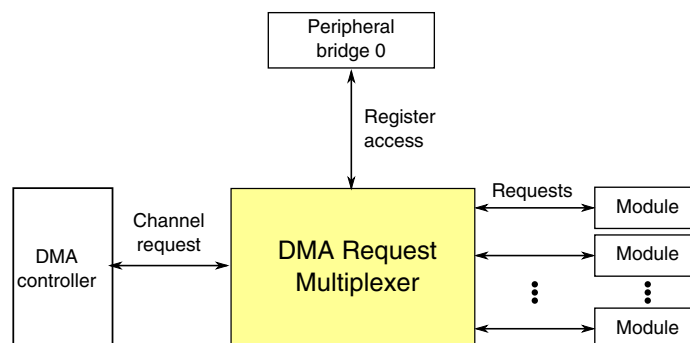 Peripheral
bridge 0
Register
access
Requests
Module
Channel
request
DMA
controller
DMA Request
Multiplexer
Module
Module